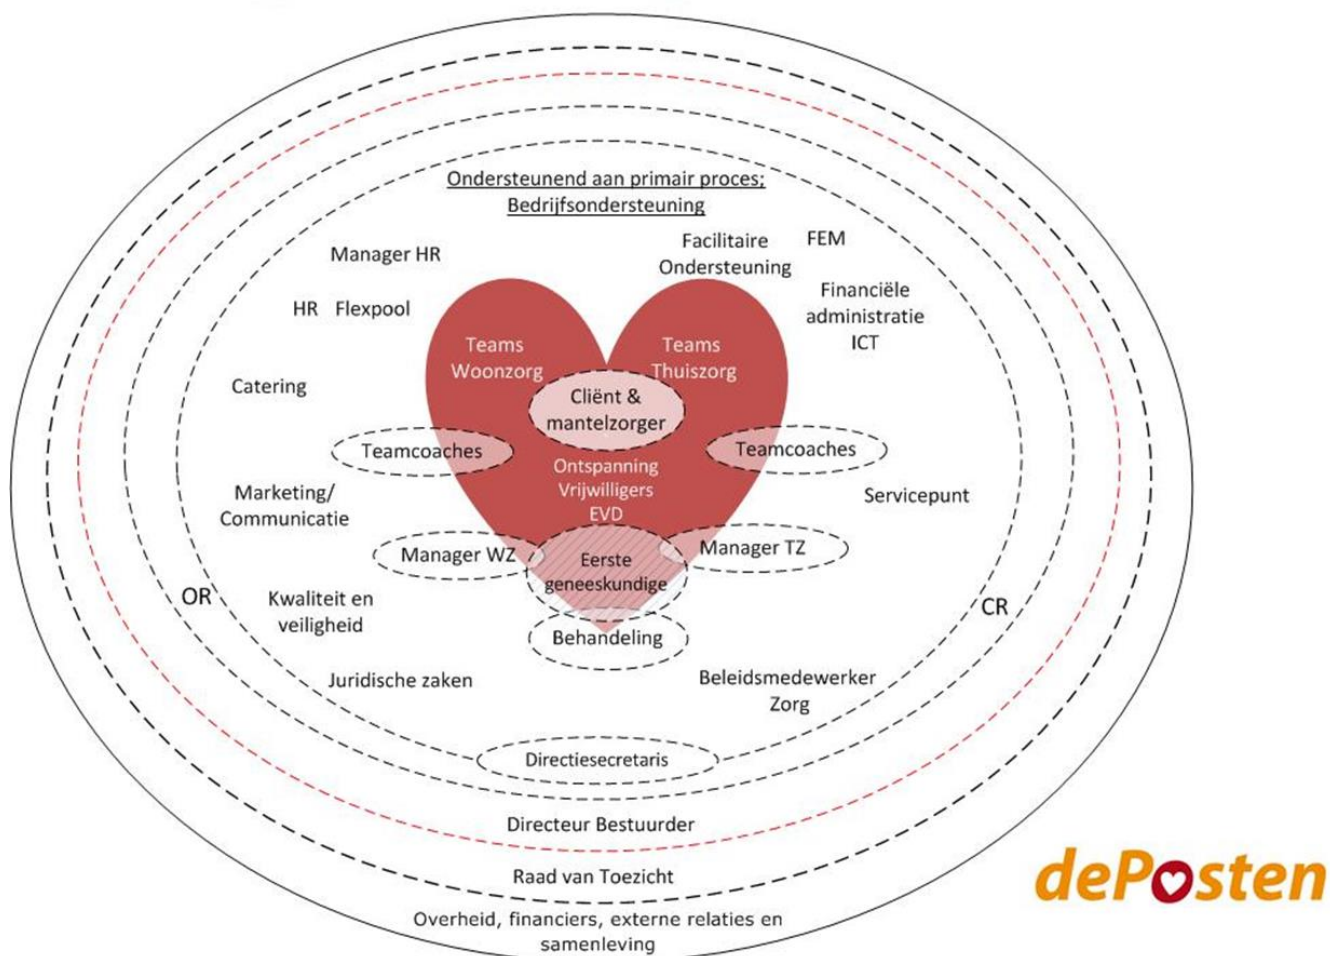 Ondersteunend aan primair proces;
Bedrijfsondersteuning
Manager HR
HR Flexpool
Facilitaire
Ondersteuning
FEM
Financiële
administratie
ICT
Teams
Woonzorg
Teams
Thuiszorg
Catering
Cliënt &
mantelzorger
Teamcoaches
Teamcoaches
Ontspanning
Vrijwilligers
EVD
Marketing/
Communicatie
Servicepunt
Manager WZ
Manager TZ
Eerste
geneeskundige
OR
Kwaliteit en
veiligheid
CR
Behandeling
Juridische zaken
Beleidsmedewerker
Zorg
Directiesecretaris
Directeur Bestuurder
Raad van Toezicht
Overheid, financiers, externe relaties en
samenleving
dePosten